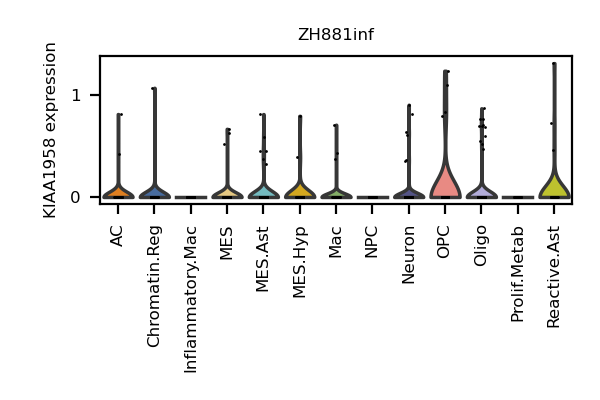 ZH881inf
KIAA1958 expression
1
0
AC
Chromatin.Reg
Inflammatory.Mac
MES
MES.Ast
MES.Hyp
Mac
NPC
Neuron
OPC
Oligo
Prolif.Metab
Reactive.Ast